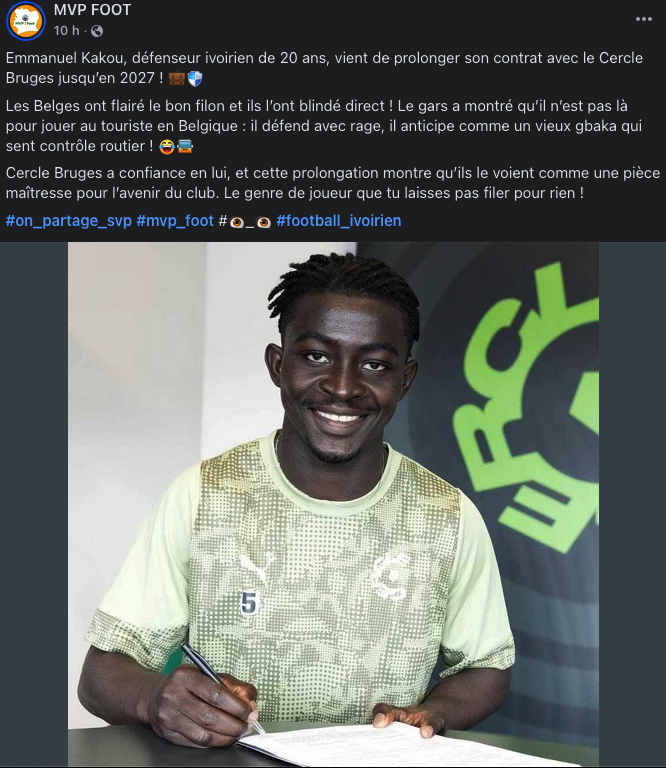 MVP FOOT
10 h ·
Emmanuel Kakou, défenseur ivoirien de 20 ans, vient de prolonger son contrat avec le Cercle
Bruges jusqu’en 2027 ! 💼🛡️
Les Belges ont flairé le bon filon et ils l’ont blindé direct ! Le gars a montré qu’il n’est pas là
pour jouer au touriste en Belgique : il défend avec rage, il anticipe comme un vieux gbaka qui
sent contrôle routier ! 😂🚍
Cercle Bruges a confiance en lui, et cette prolongation montre qu’ils le voient comme une pièce
maîtresse pour l’avenir du club. Le genre de joueur que tu laisses pas filer pour rien !
#on_partage_svp #mvp_foot #👁️_👁️ #football_ivoirien
ERCL
5